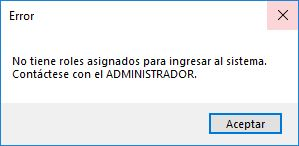 Error
No tiene roles asignados para ingresar al sistema.
Contáctese con el ADMINISTRADOR.
Aceptar